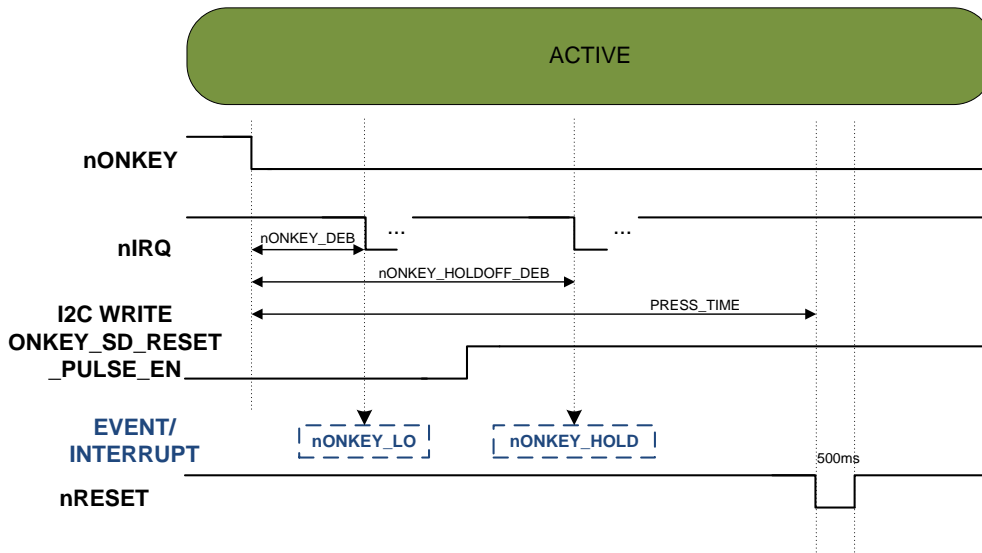 ACTIVE
nONKEY
nIRQ
...
...
nONKEY_DEB
nONKEY_HOLDOFF_DEB
PRESS_TIME
I2C WRITE
ONKEY_SD_RESET
_PULSE_EN
EVENT/
INTERRUPT
nONKEY_LO
nONKEY_HOLD
500ms
nRESET